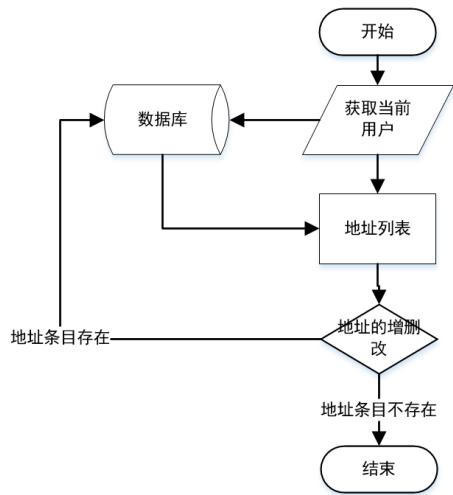 开始
获取当前
用户
数据库
地址列表
地址的增删
改
地址条目存在
地址条目不存在
结束